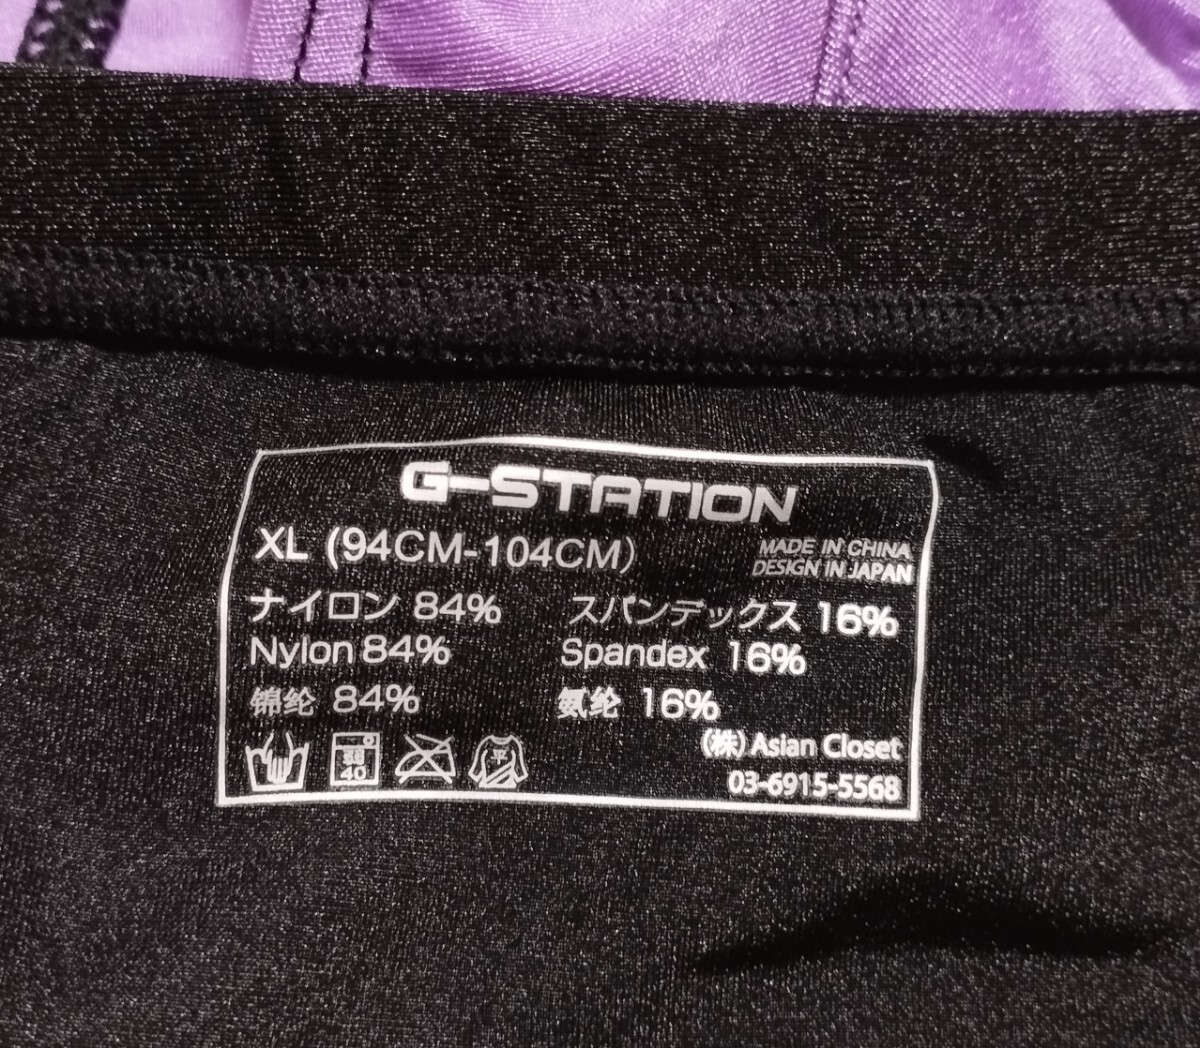 G-STATION
XL (94CM-104CM)
MADE IN CHINA
DESIGN IN JAPAN
ナイロン 84% スパンデックス 16%
Nylon 84% Spandex 16%
锦纶 84% 氨纶 16%
40
平
(株) Asian Closet
03-6915-5568